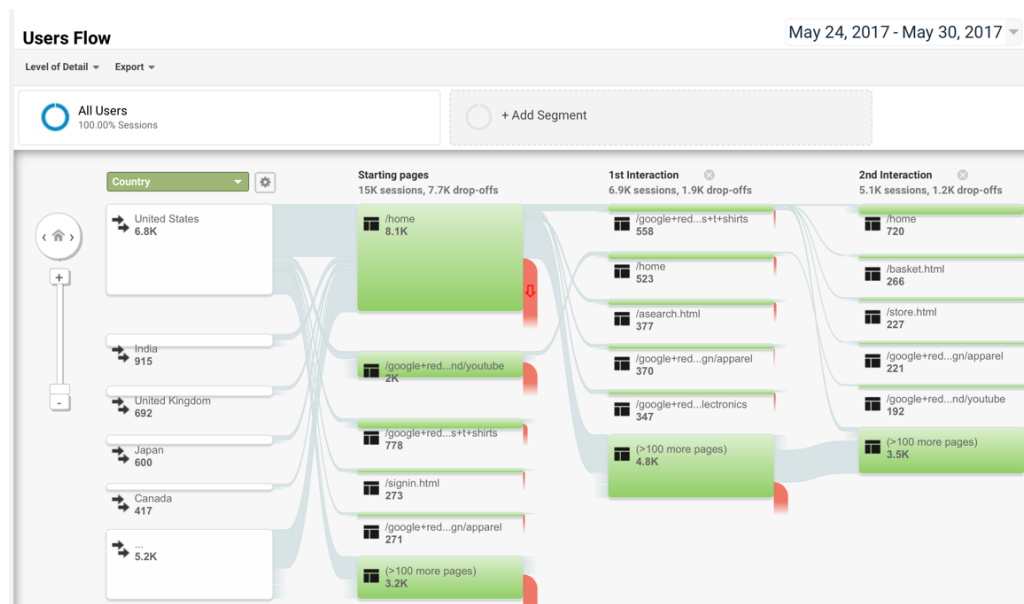 Users Flow
May 24, 2017 - May 30, 2017
Level of Detail
Export
All Users
100.00% Sessions
+ Add Segment
Country
United States
6.8K
India
915
United Kingdom
692
Japan
600
Canada
417
...
5.2K
Starting pages
15K sessions, 7.7K drop-offs
/home
8.1K
/google+red...nd/youtube
2K
/google+red...s+t+shirts
778
/signin.html
273
/google+red...gn/apparel
271
(>100 more pages)
3.2K
1st Interaction
6.9K sessions, 1.9K drop-offs
/google+red...s+t+shirts
558
/home
523
/asearch.html
377
/google+red...gn/apparel
370
/google+red...lectronics
347
(>100 more pages)
4.8K
2nd Interaction
5.1K sessions, 1.2K drop-offs
/home
720
/basket.html
266
/store.html
227
/google+red...gn/apparel
221
/google+red...nd/youtube
192
(>100 more pages)
3.5K
+
-